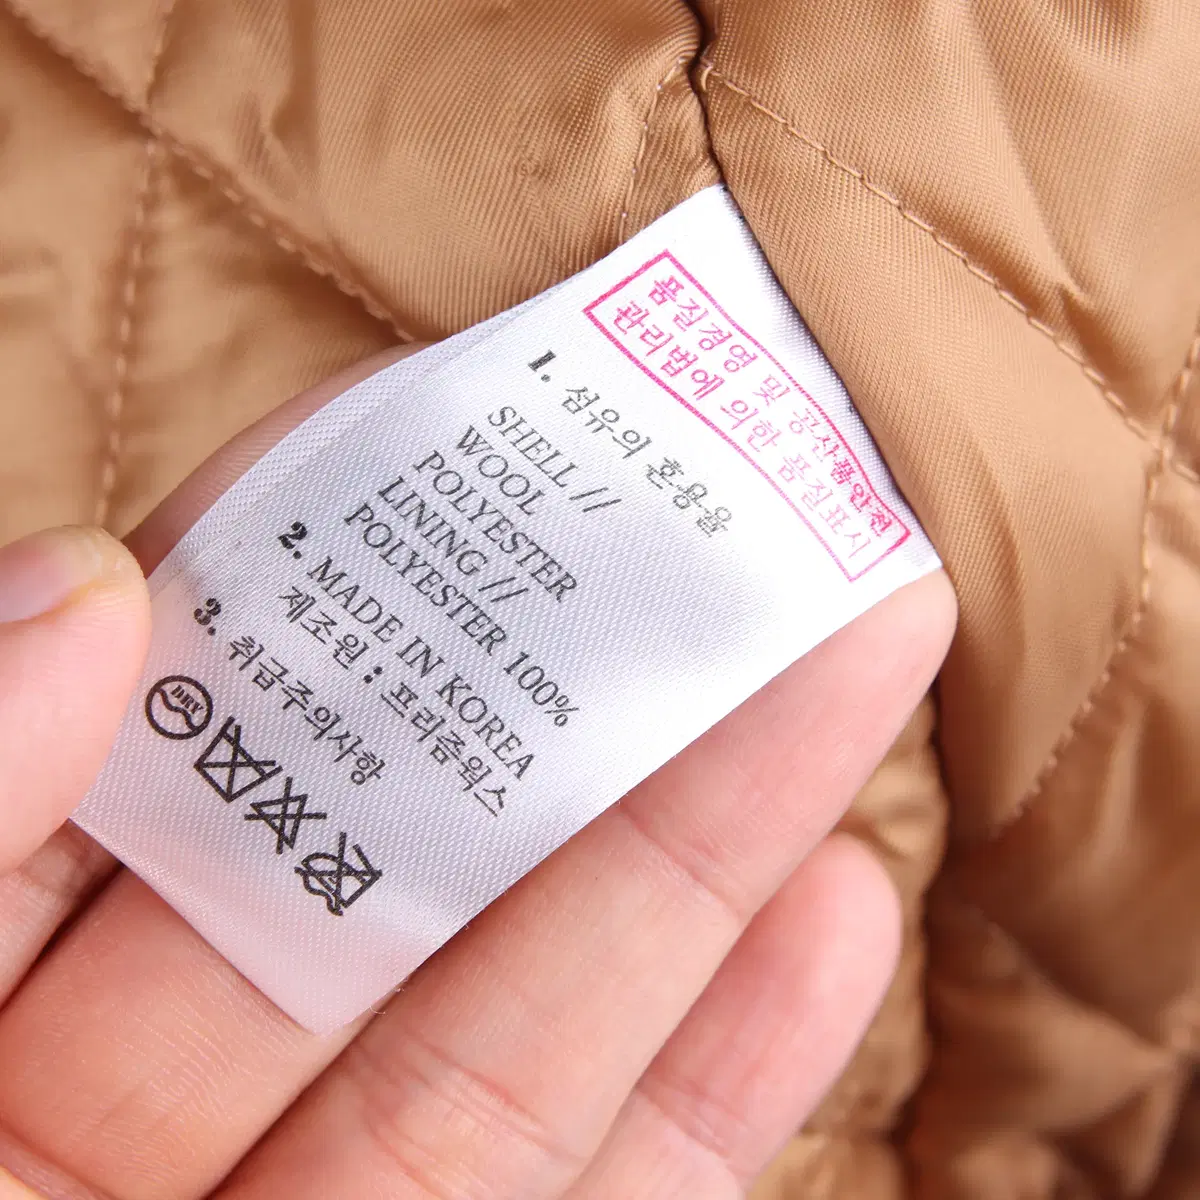 품질경영 및 공산품안전
관리법에 의한 품질표시
1. 섬유의 혼용율
SHELL //
WOOL
POLYESTER
LINING //
POLYESTER 100%
2. MADE IN KOREA
제조원 : 프리즘웍스
3. 취급주의사항
DRY